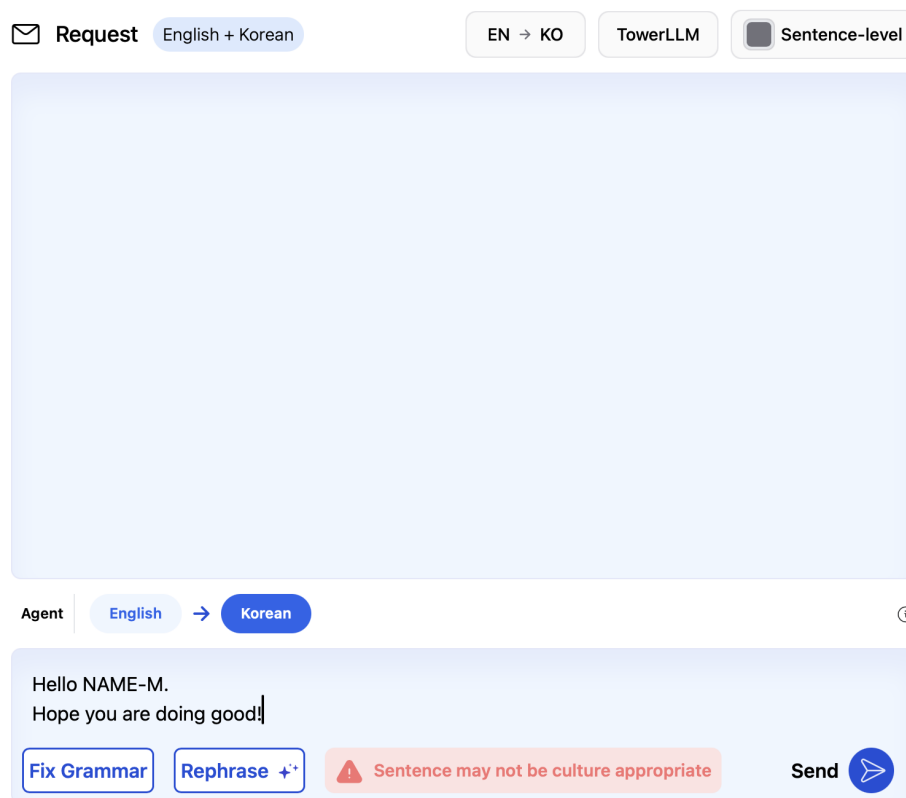 Request
English + Korean
EN → KO
TowerLLM
Sentence-level
Agent
English → Korean
Hello NAME-M.
Hope you are doing good!
Fix Grammar
Rephrase
Sentence may not be culture appropriate
Send